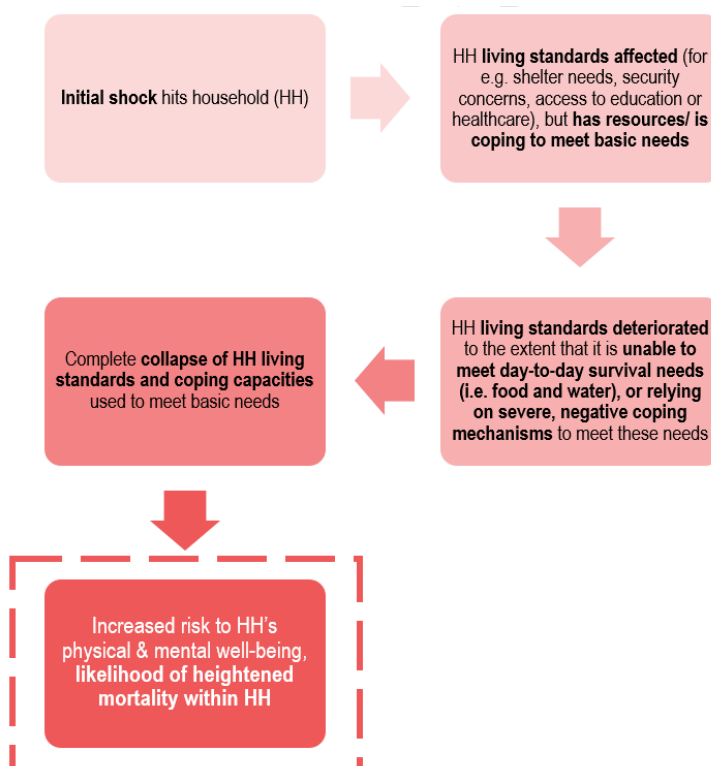 Initial shock hits household (HH)
HH living standards affected (for
e.g. shelter needs, security
concerns, access to education or
healthcare), but has resources/ is
coping to meet basic needs
HH living standards deteriorated
to the extent that it is unable to
meet day-to-day survival needs
(i.e. food and water), or relying
on severe, negative coping
mechanisms to meet these needs
Complete collapse of HH living
standards and coping capacities
used to meet basic needs
Increased risk to HH's
physical & mental well-being,
likelihood of heightened
mortality within HH